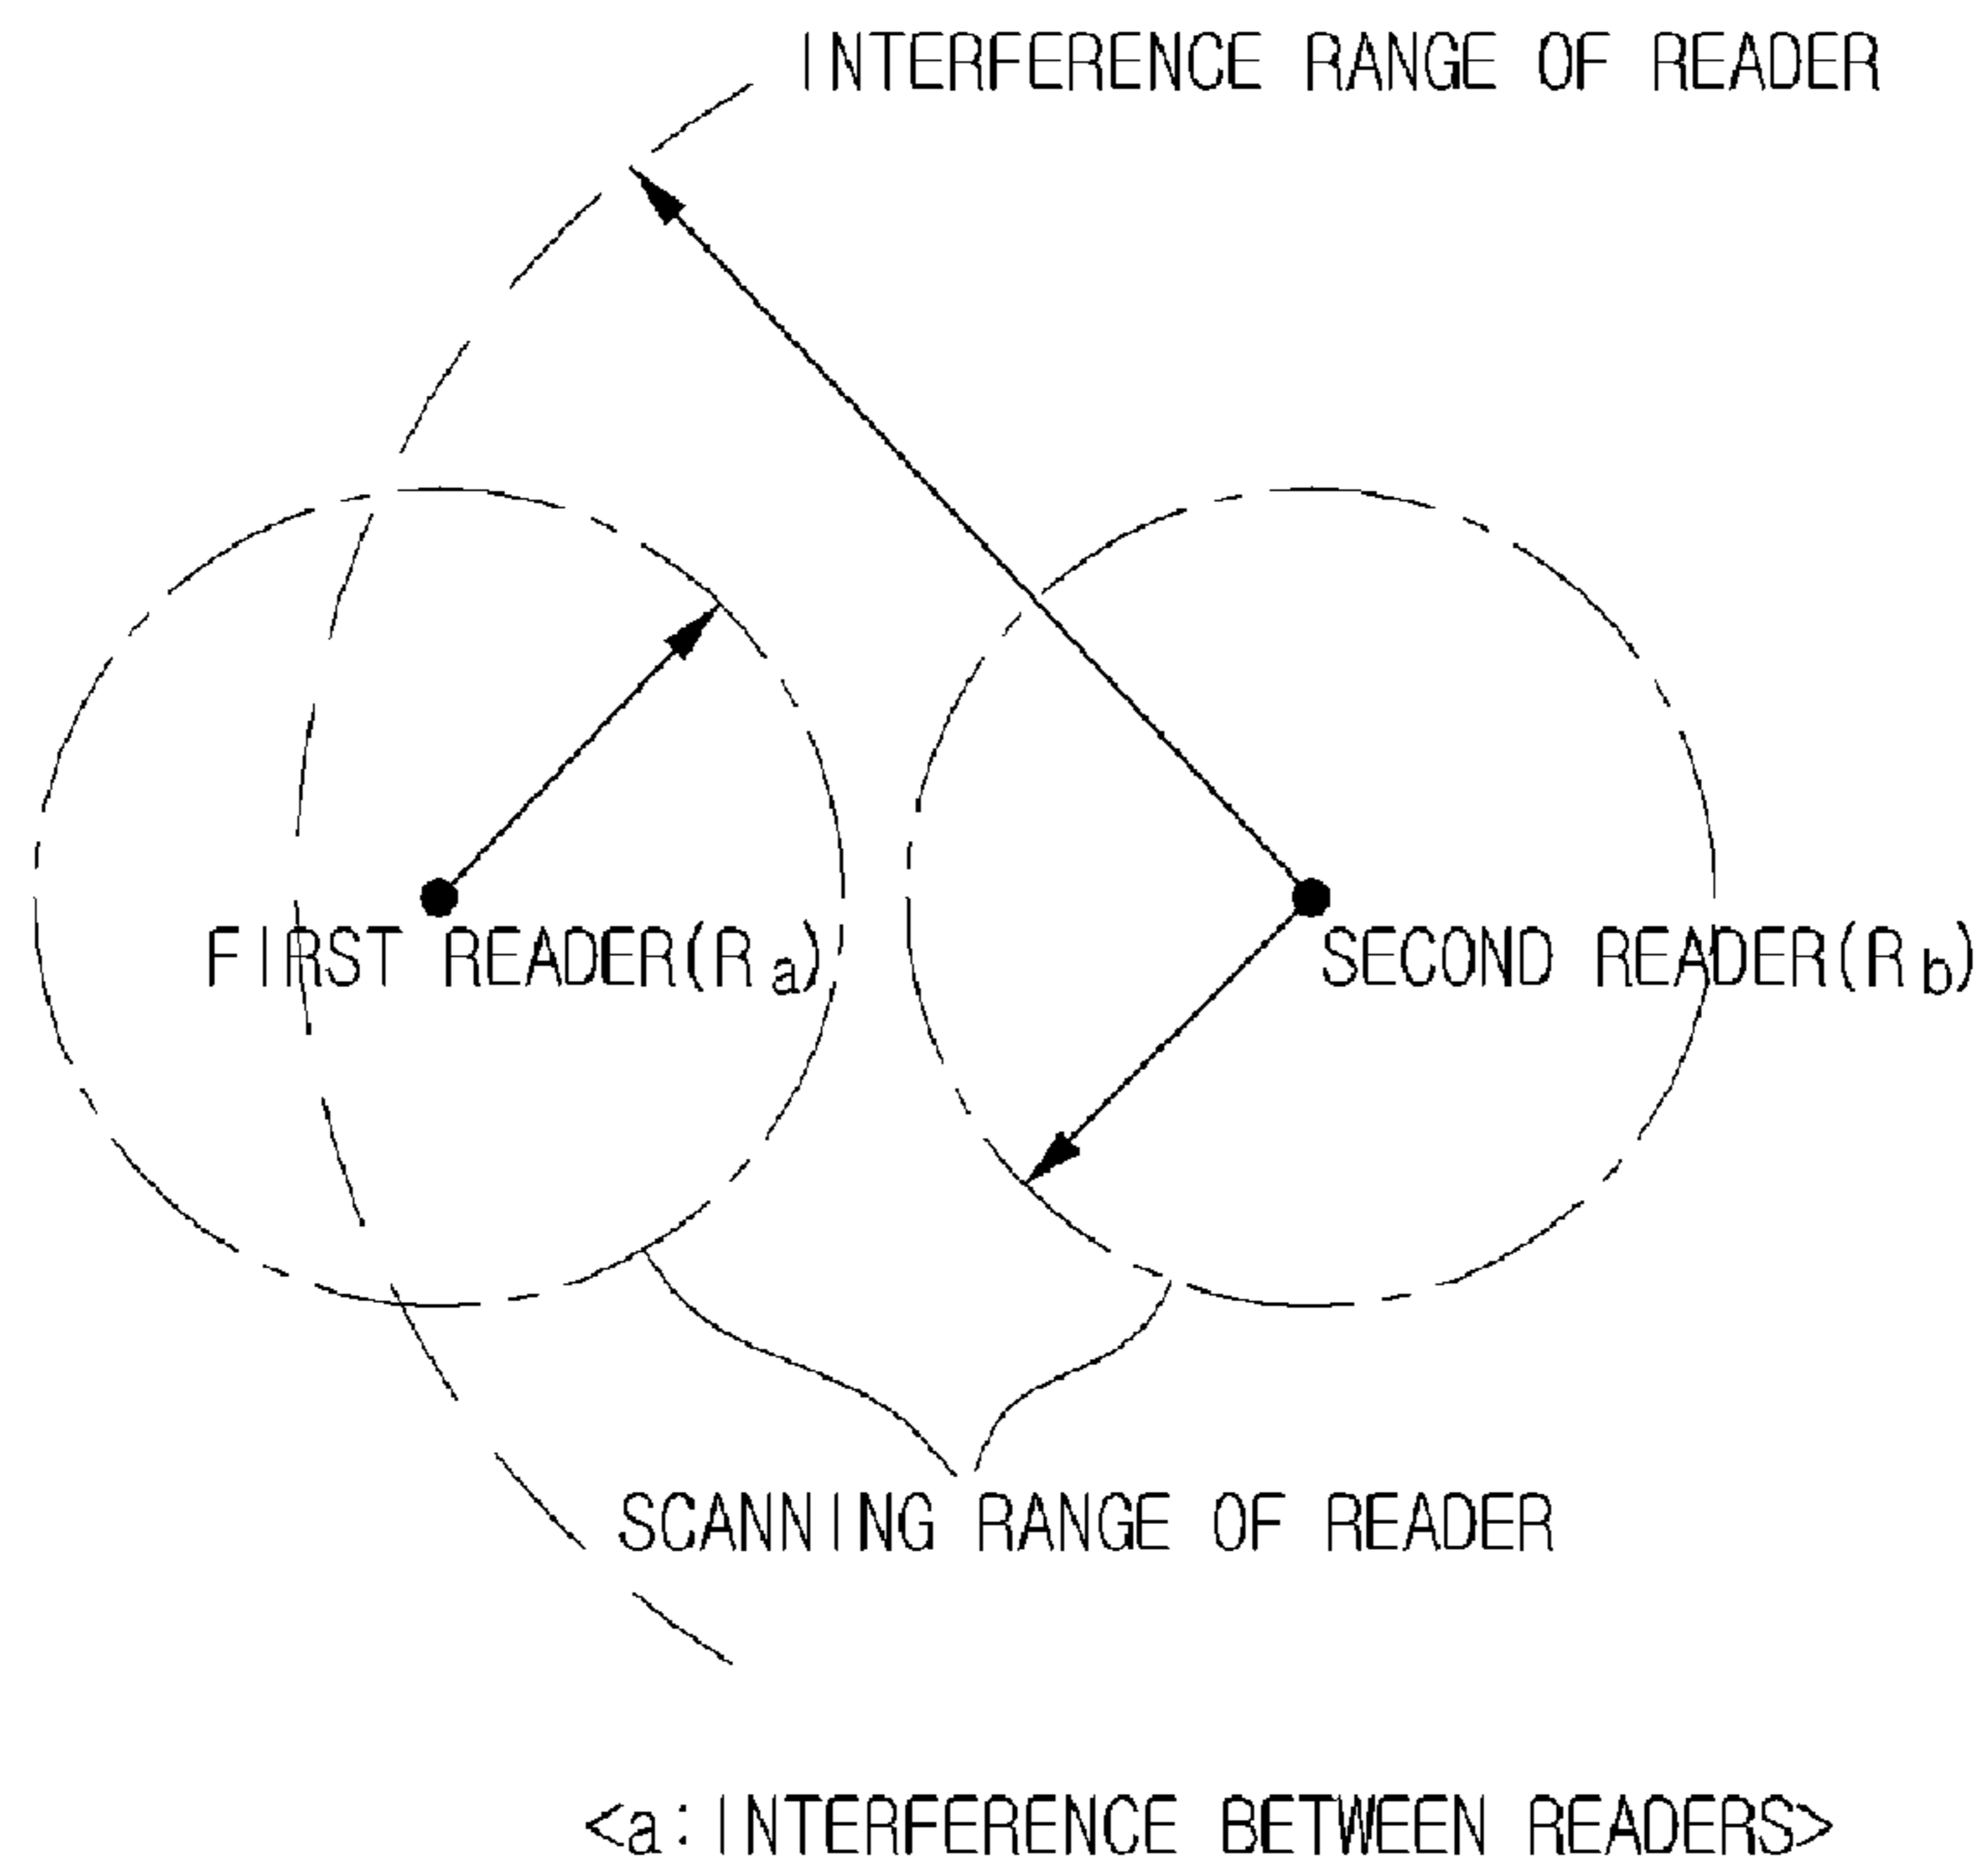 INTERFERENCE RANGE OF READER
FIRST READER(Ra)
SECOND READER(Rb)
SCANNING RANGE OF READER
<a:INTERFERENCE BETWEEN READERS>